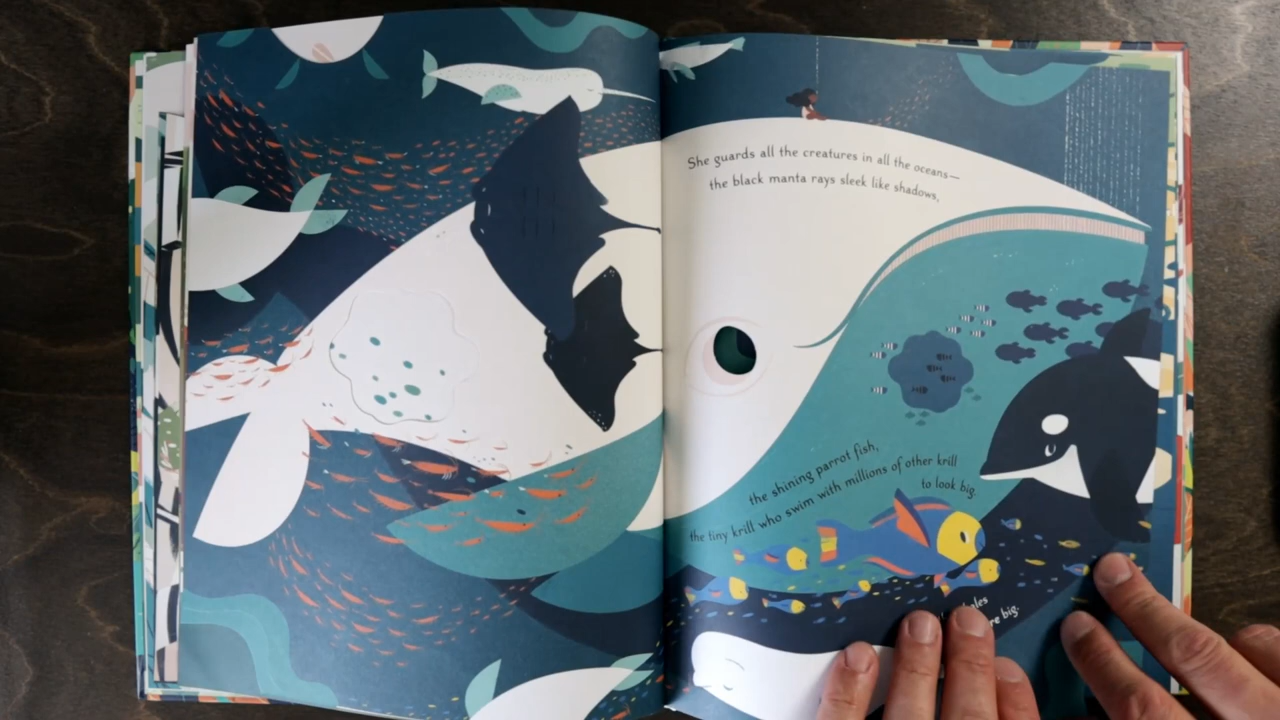 She guards all the creatures in all the oceans—
the black manta rays sleek like shadows,
the shining parrot fish,
the tiny krill who swim with millions of other krill
to look big.
big.